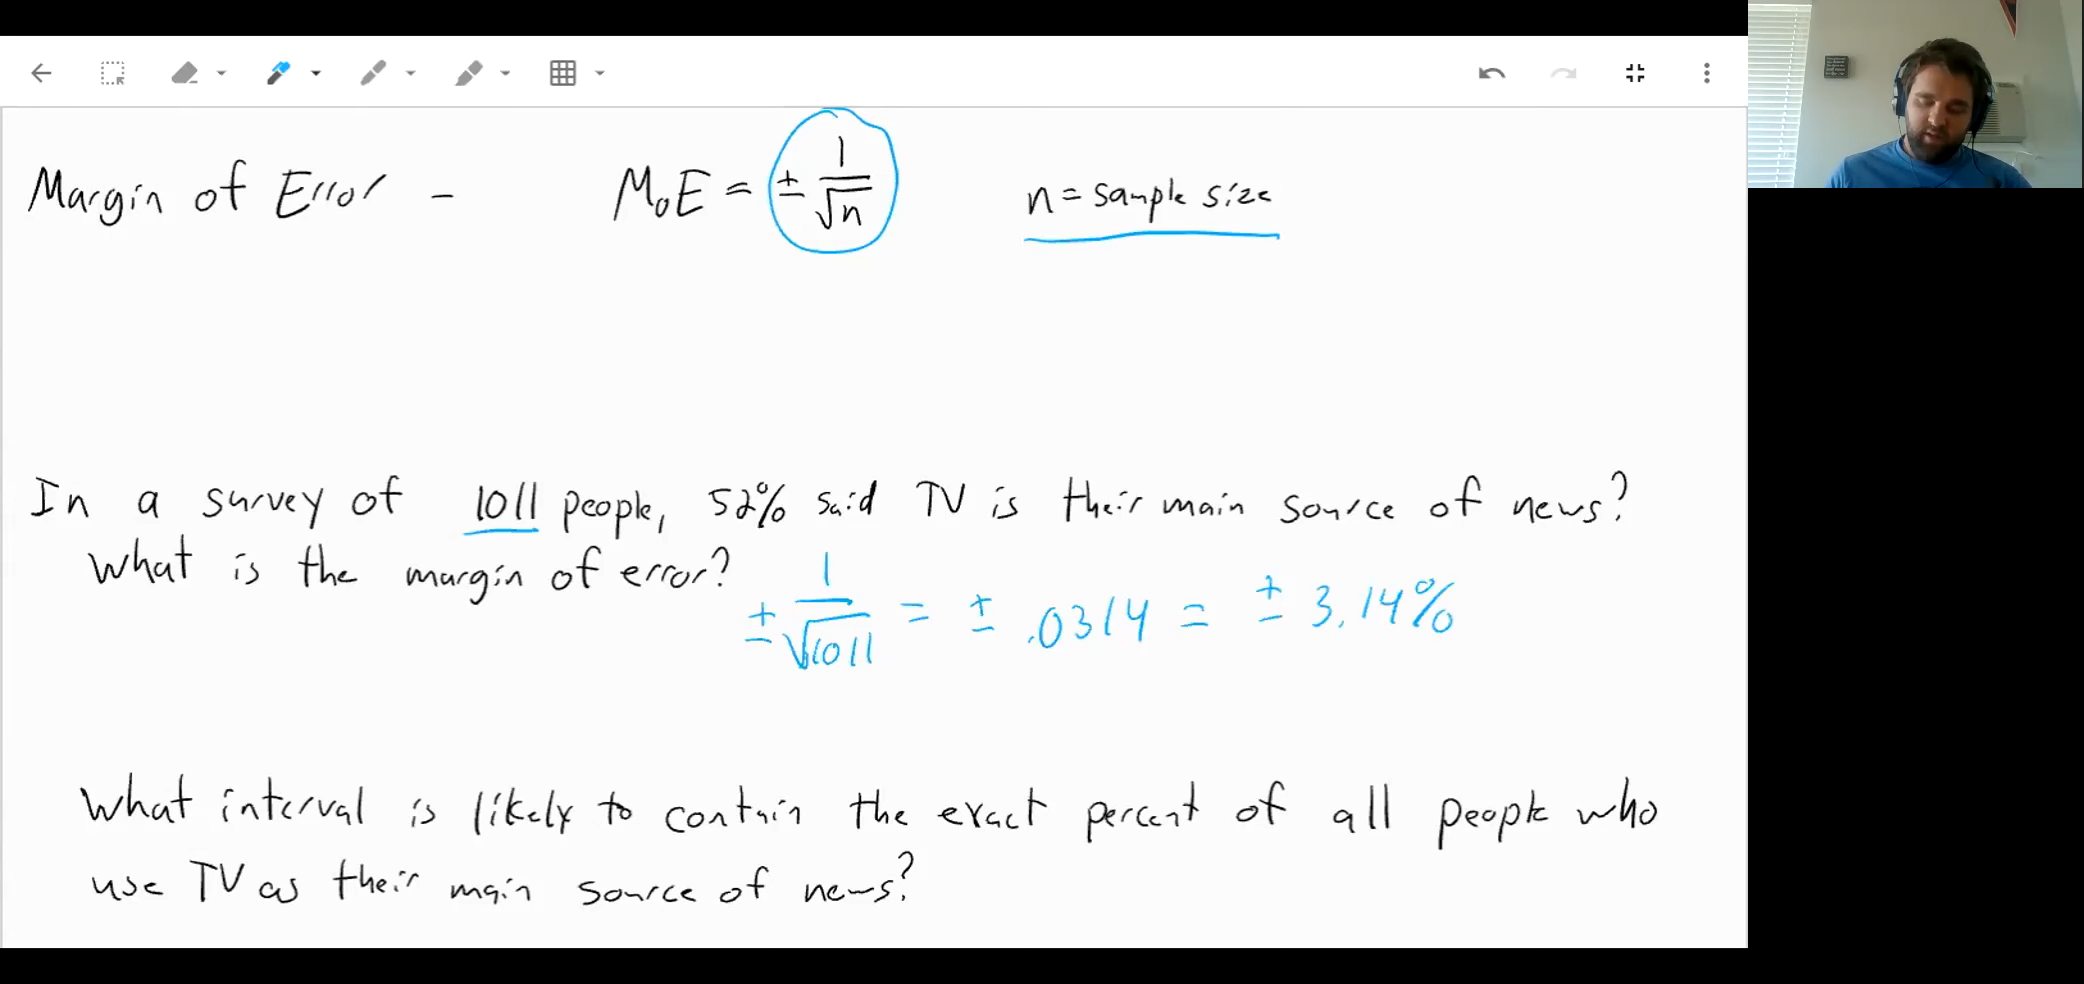 Margin of Error - MoE = ± 1/√n n = sample size
In a survey of 1011 people, 52% said TV is their main source of news?
What is the margin of error?
± 1/√1011 = ± .0314 = ± 3.14%
What interval is likely to contain the exact percent of all people who
use TV as their main source of news?